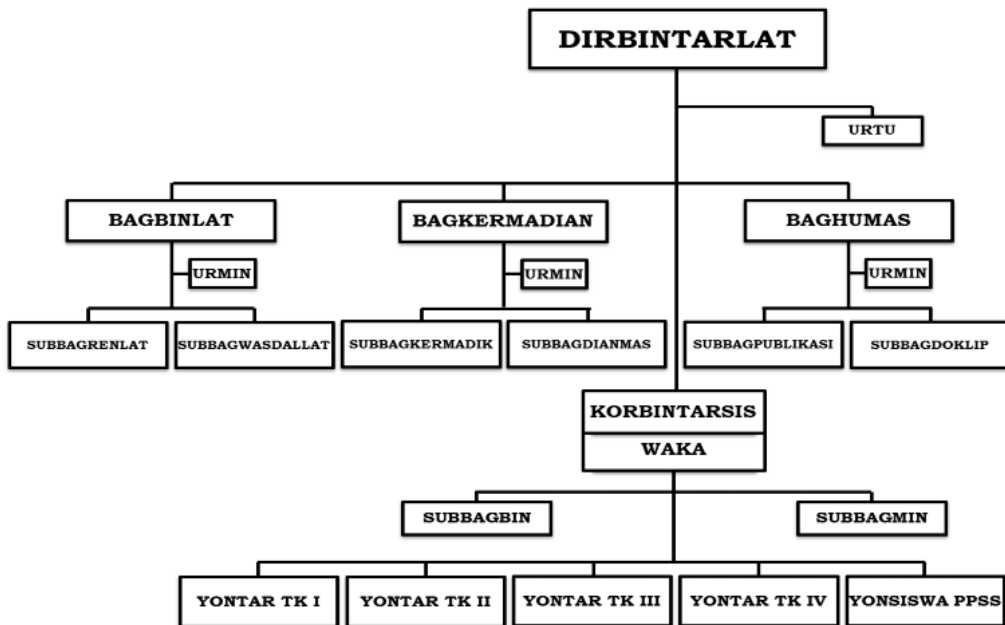 DIRBINTARLAT
URTU
BAGBINLAT
BAGKERMADIAN
BAGHUMAS
URMIN
URMIN
URMIN
SUBBAGRENLAT
SUBBAGWASDALLAT
SUBBAGKERMADIK
SUBBAGDIANMAS
SUBBAGPUBLIKASI
SUBBAGDOKLIP
KORBINTARSIS
WAKA
SUBBAGBIN
SUBBAGMIN
YONTAR TK I
YONTAR TK II
YONTAR TK III
YONTAR TK IV
YONSISWA PPSS